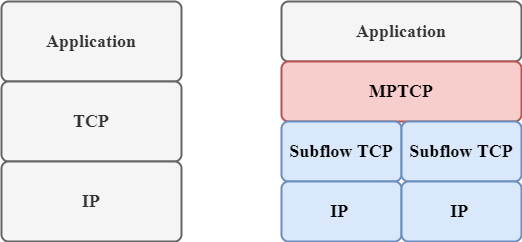 Application
TCP
IP
Application
MPTCP
Subflow TCP
Subflow TCP
IP
IP